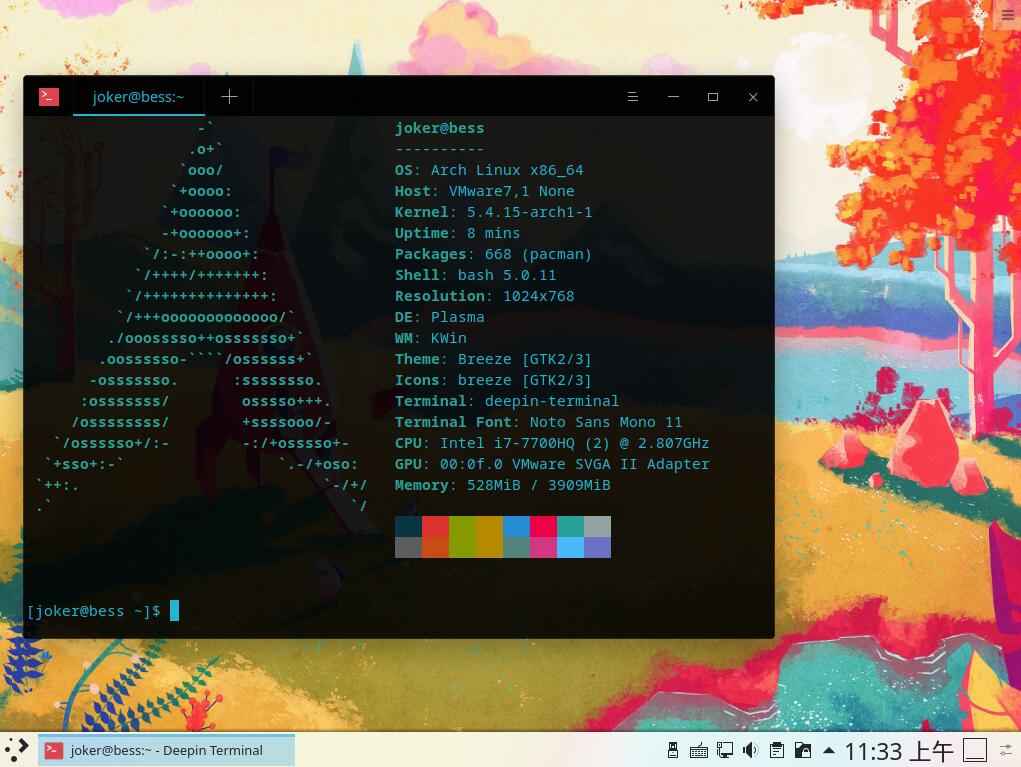 joker@bess:~
-`
.o+`
`ooo/
`+oooo:
`+oooooo:
-+oooooo+:
`/:-:++oooo+:
`/++++/+++++++:
`/++++++++++++++:
`/+++ooooooooooooo/`
./ooosssso++osssssso+`
.oossssso-````/ossssss+`
-osssssso. :ssssssso.
:osssssss/ osssso+++.
/ossssssss/ +ssssooo/-
`/ossssso+/:- -:/+osssso+-
`+sso+:-` `.-/+oso:
`++:. `-/+/
.` `/
joker@bess
----------
OS: Arch Linux x86_64
Host: VMware7,1 None
Kernel: 5.4.15-arch1-1
Uptime: 8 mins
Packages: 668 (pacman)
Shell: bash 5.0.11
Resolution: 1024x768
DE: Plasma
WM: KWin
Theme: Breeze [GTK2/3]
Icons: breeze [GTK2/3]
Terminal: deepin-terminal
Terminal Font: Noto Sans Mono 11
CPU: Intel i7-7700HQ (2) @ 2.807GHz
GPU: 00:0f.0 VMware SVGA II Adapter
Memory: 528MiB / 3909MiB
[joker@bess ~]$
joker@bess:~ - Deepin Terminal
11:33 上午